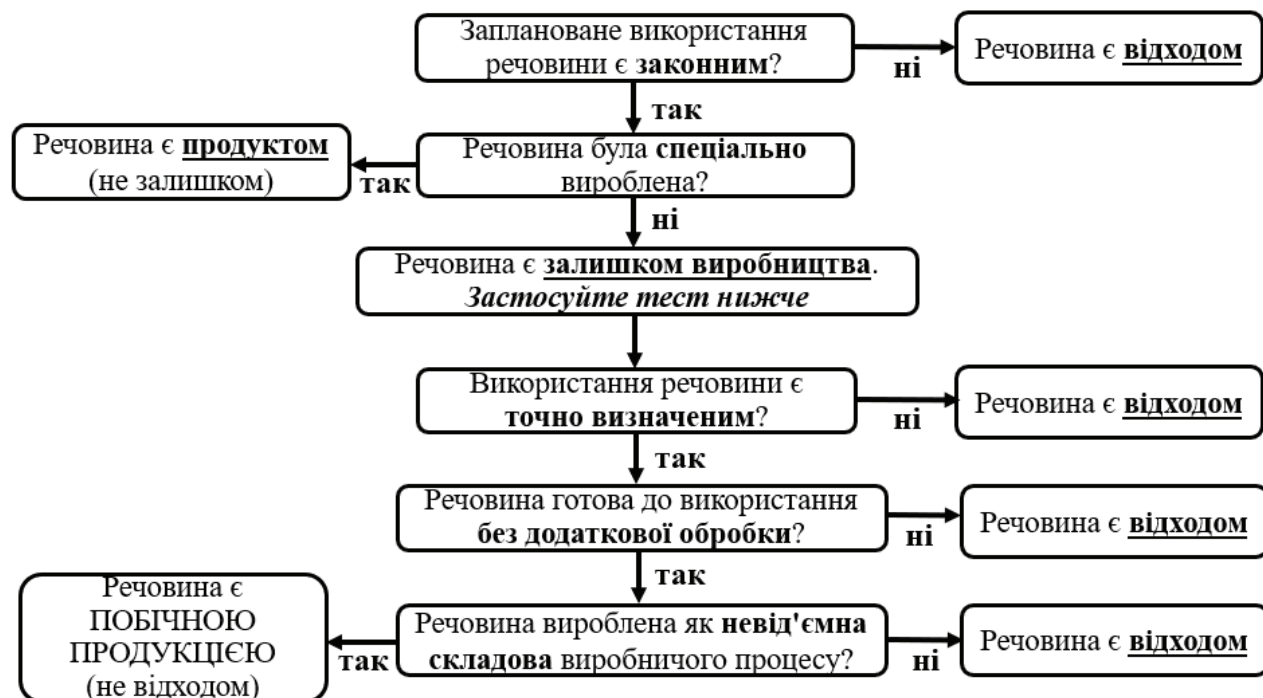 Заплановане використання
речовини є законним?
ні
Речовина є відходом
так
Речовина є продуктом
(не залишком)
так
Речовина була спеціально
вироблена?
ні
Речовина є залишком виробництва.
Застосуйте тест нижче
Використання речовини є
точно визначеним?
ні
Речовина є відходом
так
Речовина готова до використання
без додаткової обробки?
ні
Речовина є відходом
так
Речовина є
ПОБІЧНОЮ
ПРОДУКЦІЄЮ
(не відходом)
так
Речовина вироблена як невід'ємна
складова виробничого процесу?
ні
Речовина є відходом